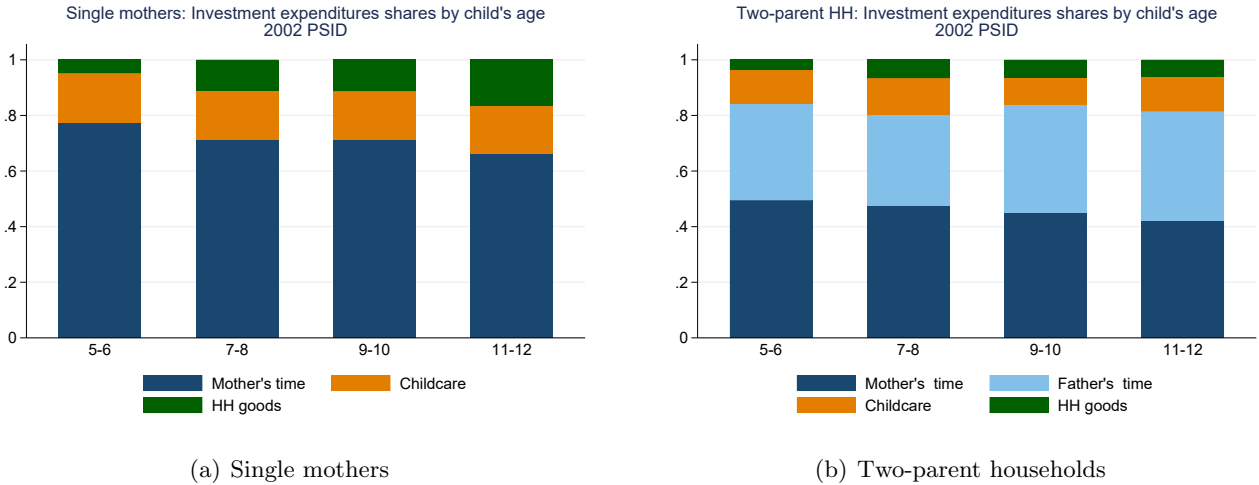 Single mothers: Investment expenditures shares by child's age
2002 PSID
1
.8
.6
.4
.2
0
5-6
7-8
9-10
11-12
Mother's time
Childcare
HH goods
(a) Single mothers
Two-parent HH: Investment expenditures shares by child's age
2002 PSID
1
.8
.6
.4
.2
0
5-6
7-8
9-10
11-12
Mother's time
Father's time
Childcare
HH goods
(b) Two-parent households